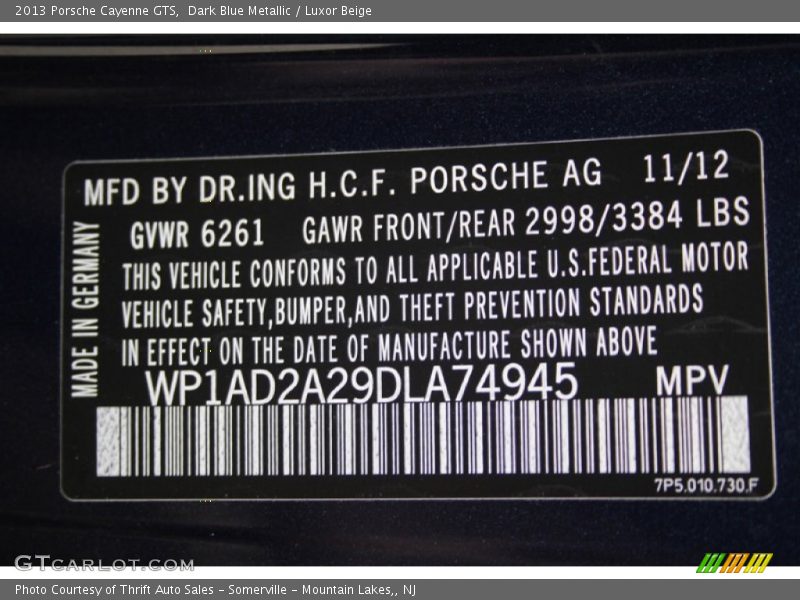 2013 Porsche Cayenne GTS, Dark Blue Metallic / Luxor Beige
MFD BY DR.ING H.C.F. PORSCHE AG 11/12
GVWR 6261 GAWR FRONT/REAR 2998/3384 LBS
THIS VEHICLE CONFORMS TO ALL APPLICABLE U.S.FEDERAL MOTOR
VEHICLE SAFETY,BUMPER,AND THEFT PREVENTION STANDARDS
IN EFFECT ON THE DATE OF MANUFACTURE SHOWN ABOVE
MADE IN GERMANY
WP1AD2A29DLA74945 MPV
7P5.010.730.F
GTCARLOT.COM
Photo Courtesy of Thrift Auto Sales – Somerville – Mountain Lakes,, NJ